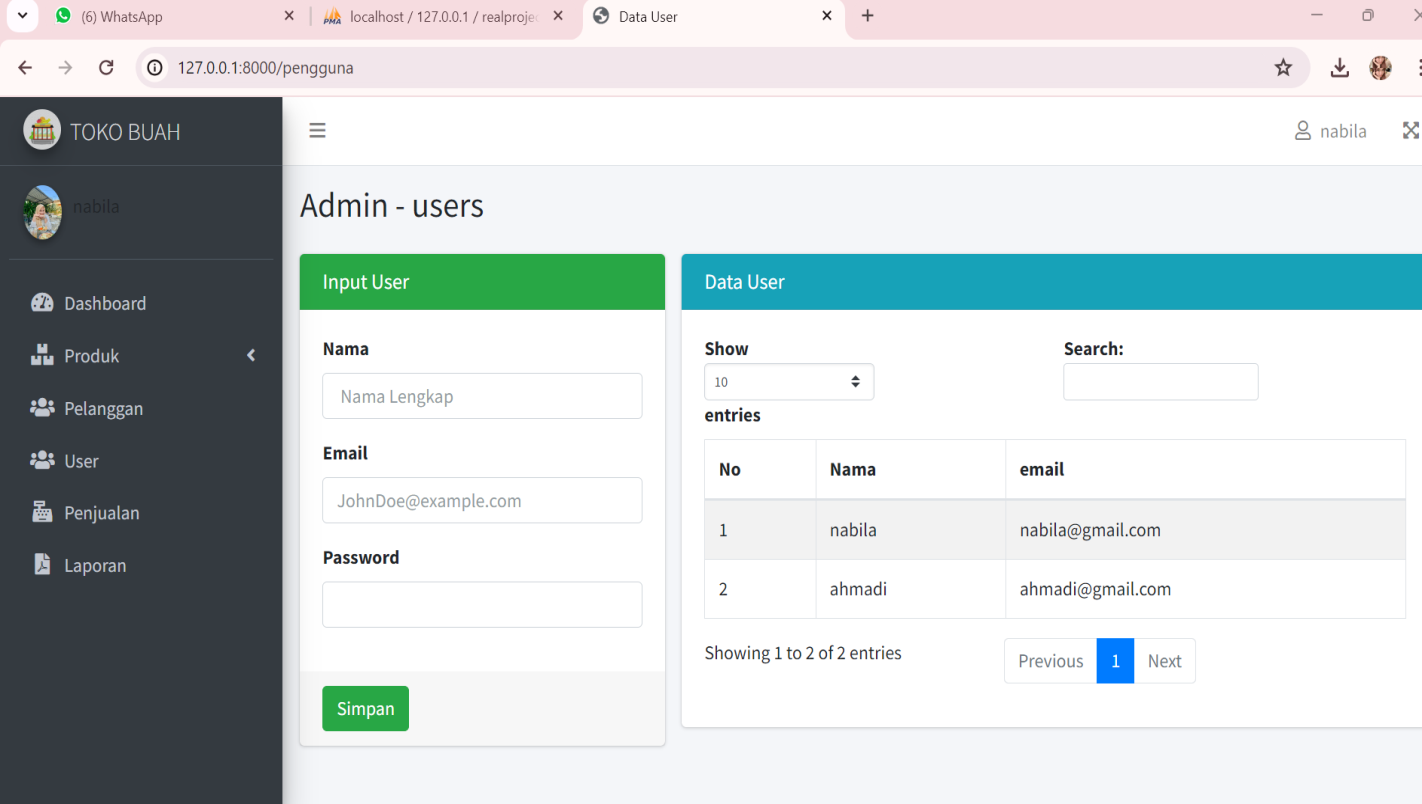 (6) WhatsApp
localhost / 127.0.0.1 / realprojec
Data User
127.0.0.1:8000/pengguna
TOKO BUAH
nabila
nabila
Dashboard
Produk
Pelanggan
User
Penjualan
Laporan
Admin - users
Input User
Nama
Nama Lengkap
Email
JohnDoe@example.com
Password
Simpan
Data User
Show
10
entries
Search:
No Nama email
1 nabila nabila@gmail.com
2 ahmadi ahmadi@gmail.com
Showing 1 to 2 of 2 entries
Previous 1 Next